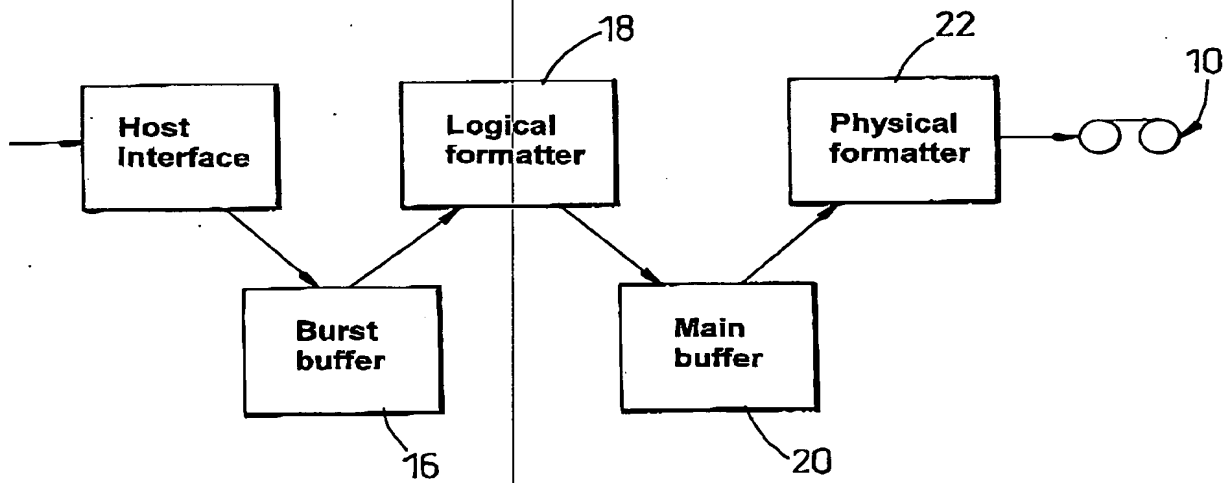 18
22
10
Host
Interface
Logical
formatter
Physical
formatter
Burst
buffer
Main
buffer
16
20